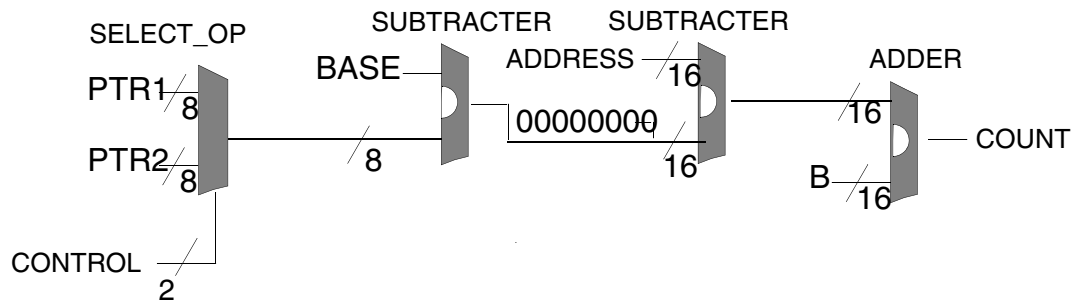 SELECT_OP
SUBTRACTER
SUBTRACTER
ADDER
PTR1
8
BASE
ADDRESS
16
00000000
16
16
PTR2
8
8
B
16
COUNT
CONTROL
2